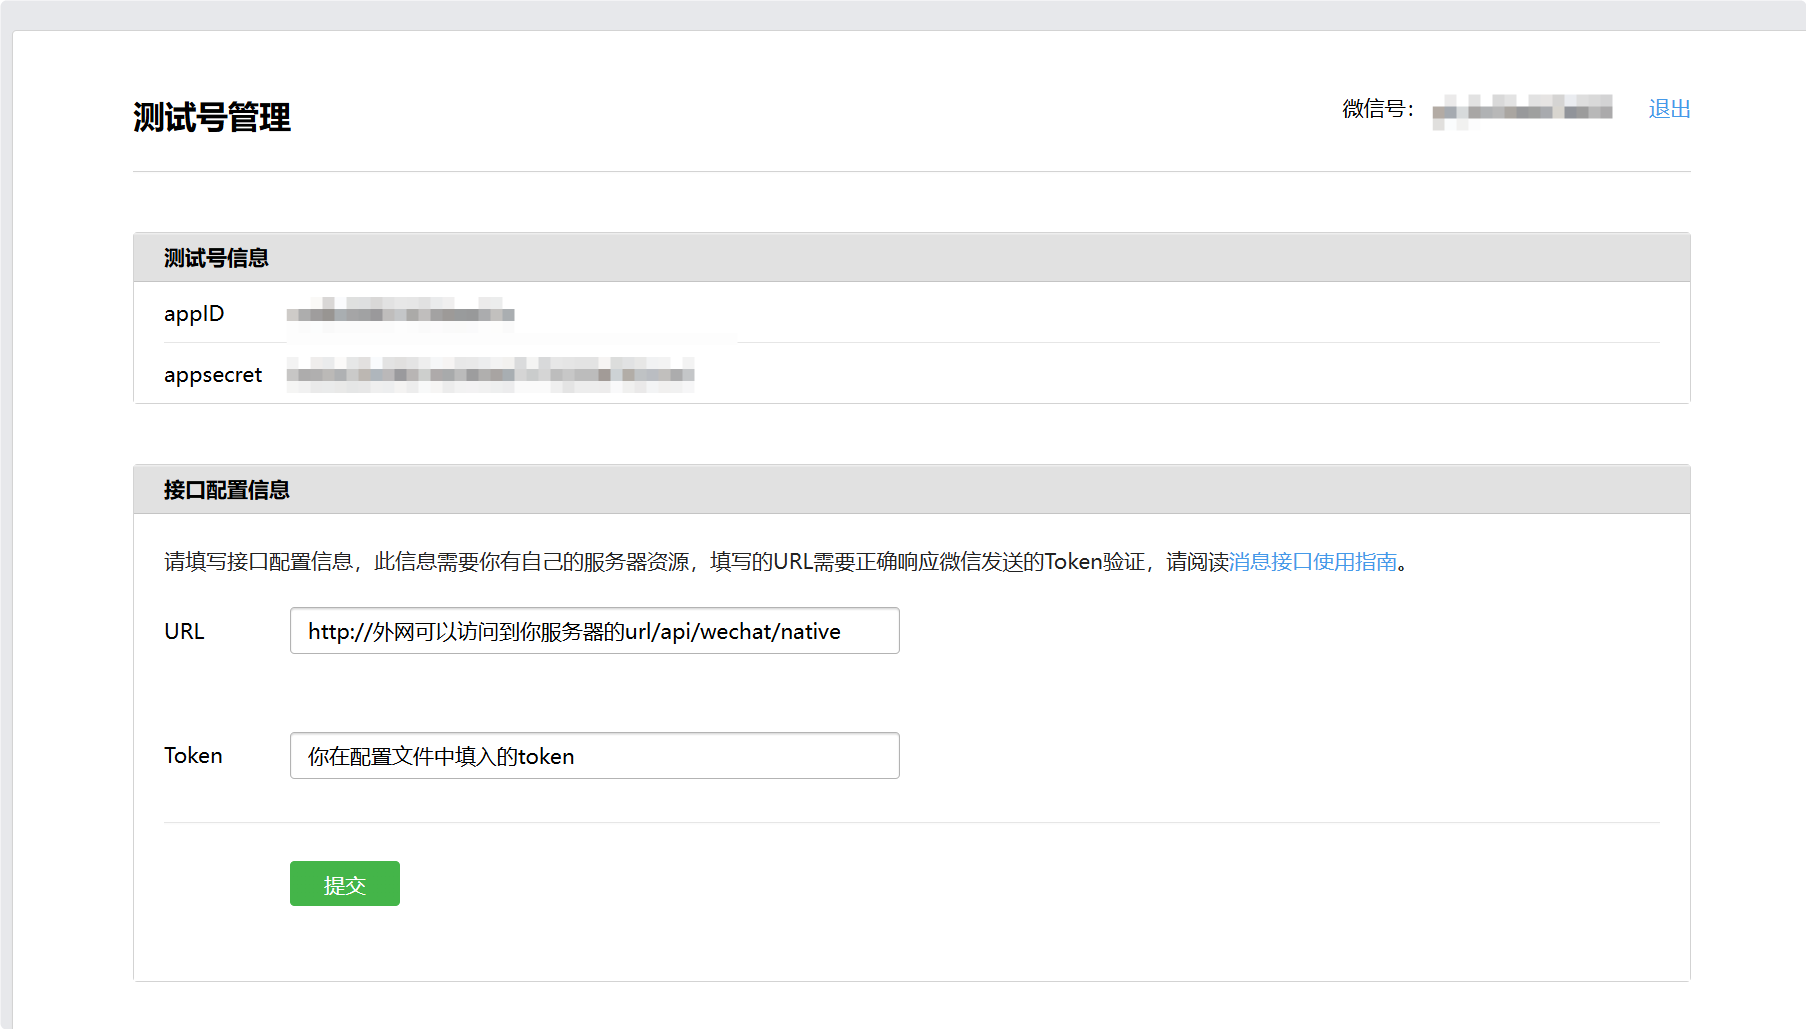 测试号管理
微信号： 退出
测试号信息
appID
appsecret
接口配置信息
请填写接口配置信息，此信息需要你有自己的服务器资源，填写的URL需要正确响应微信发送的Token验证，请阅读消息接口使用指南。
URL http://外网可以访问到你服务器的url/api/wechat/native
Token 你在配置文件中填入的token
提交